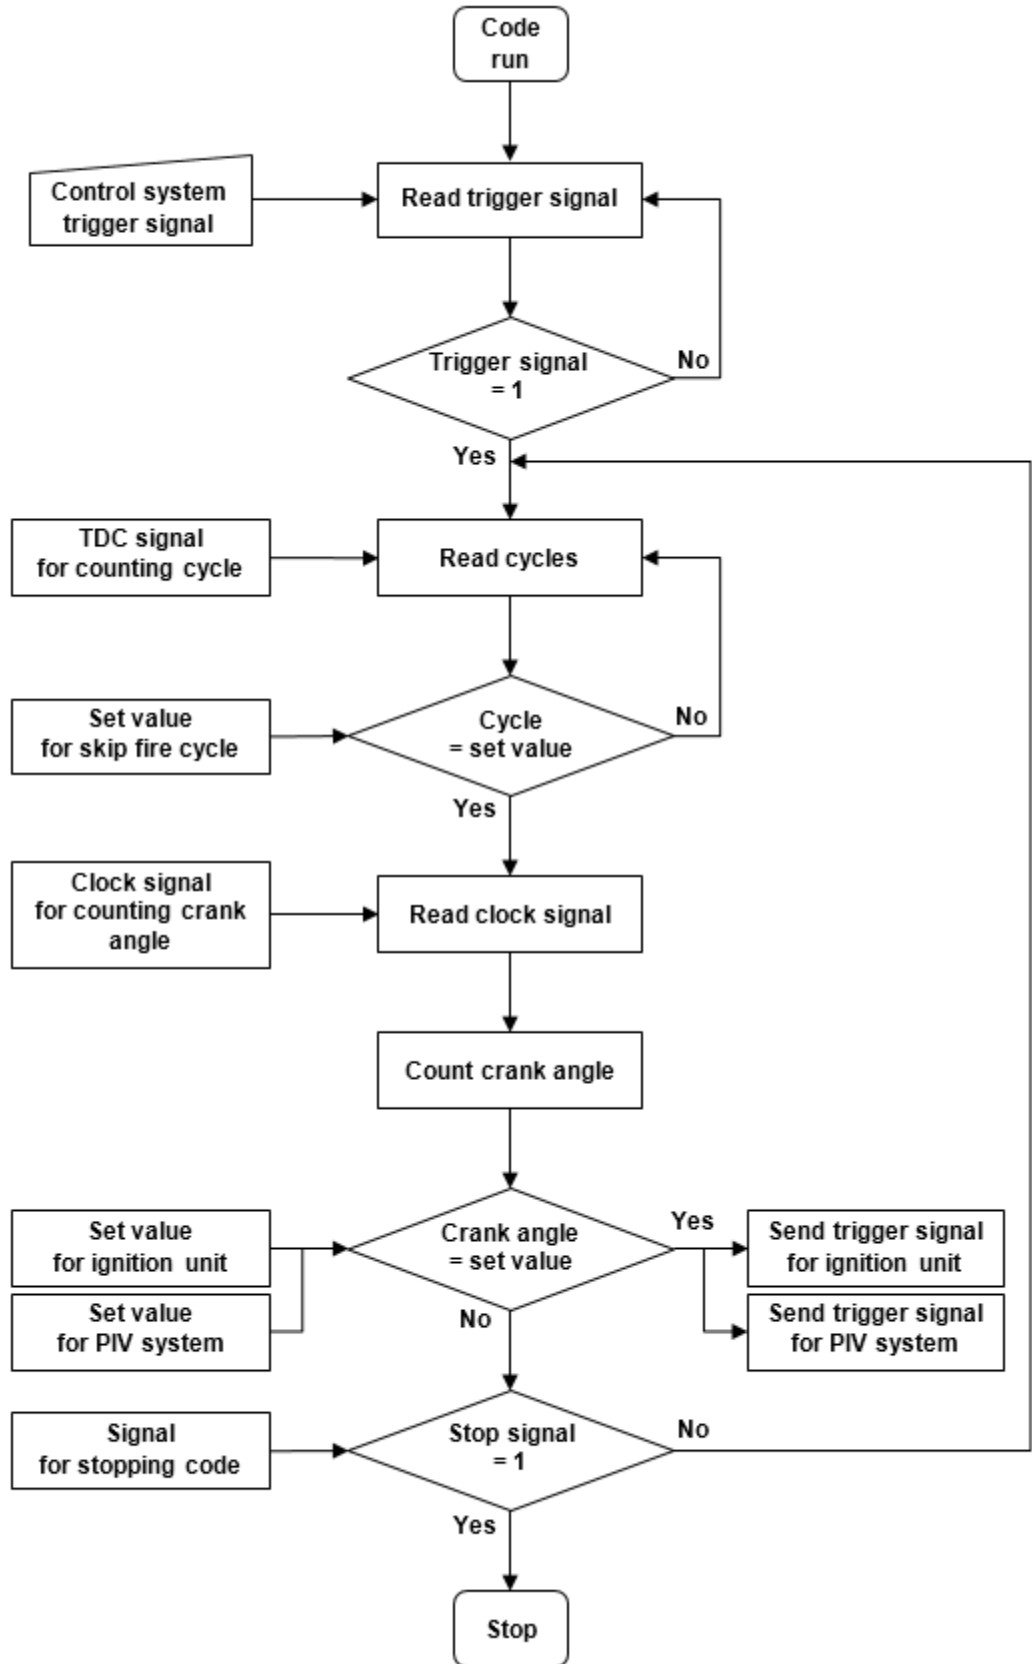 Code
run
Control system
trigger signal
Read trigger signal
Trigger signal
= 1
No
Yes
TDC signal
for counting cycle
Read cycles
Set value
for skip fire cycle
Cycle
= set value
No
Yes
Clock signal
for counting crank
angle
Read clock signal
Count crank angle
Set value
for ignition unit
Set value
for PIV system
Crank angle
= set value
Yes
No
Send trigger signal
for ignition unit
Send trigger signal
for PIV system
Signal
for stopping code
Stop signal
= 1
No
Yes
Stop